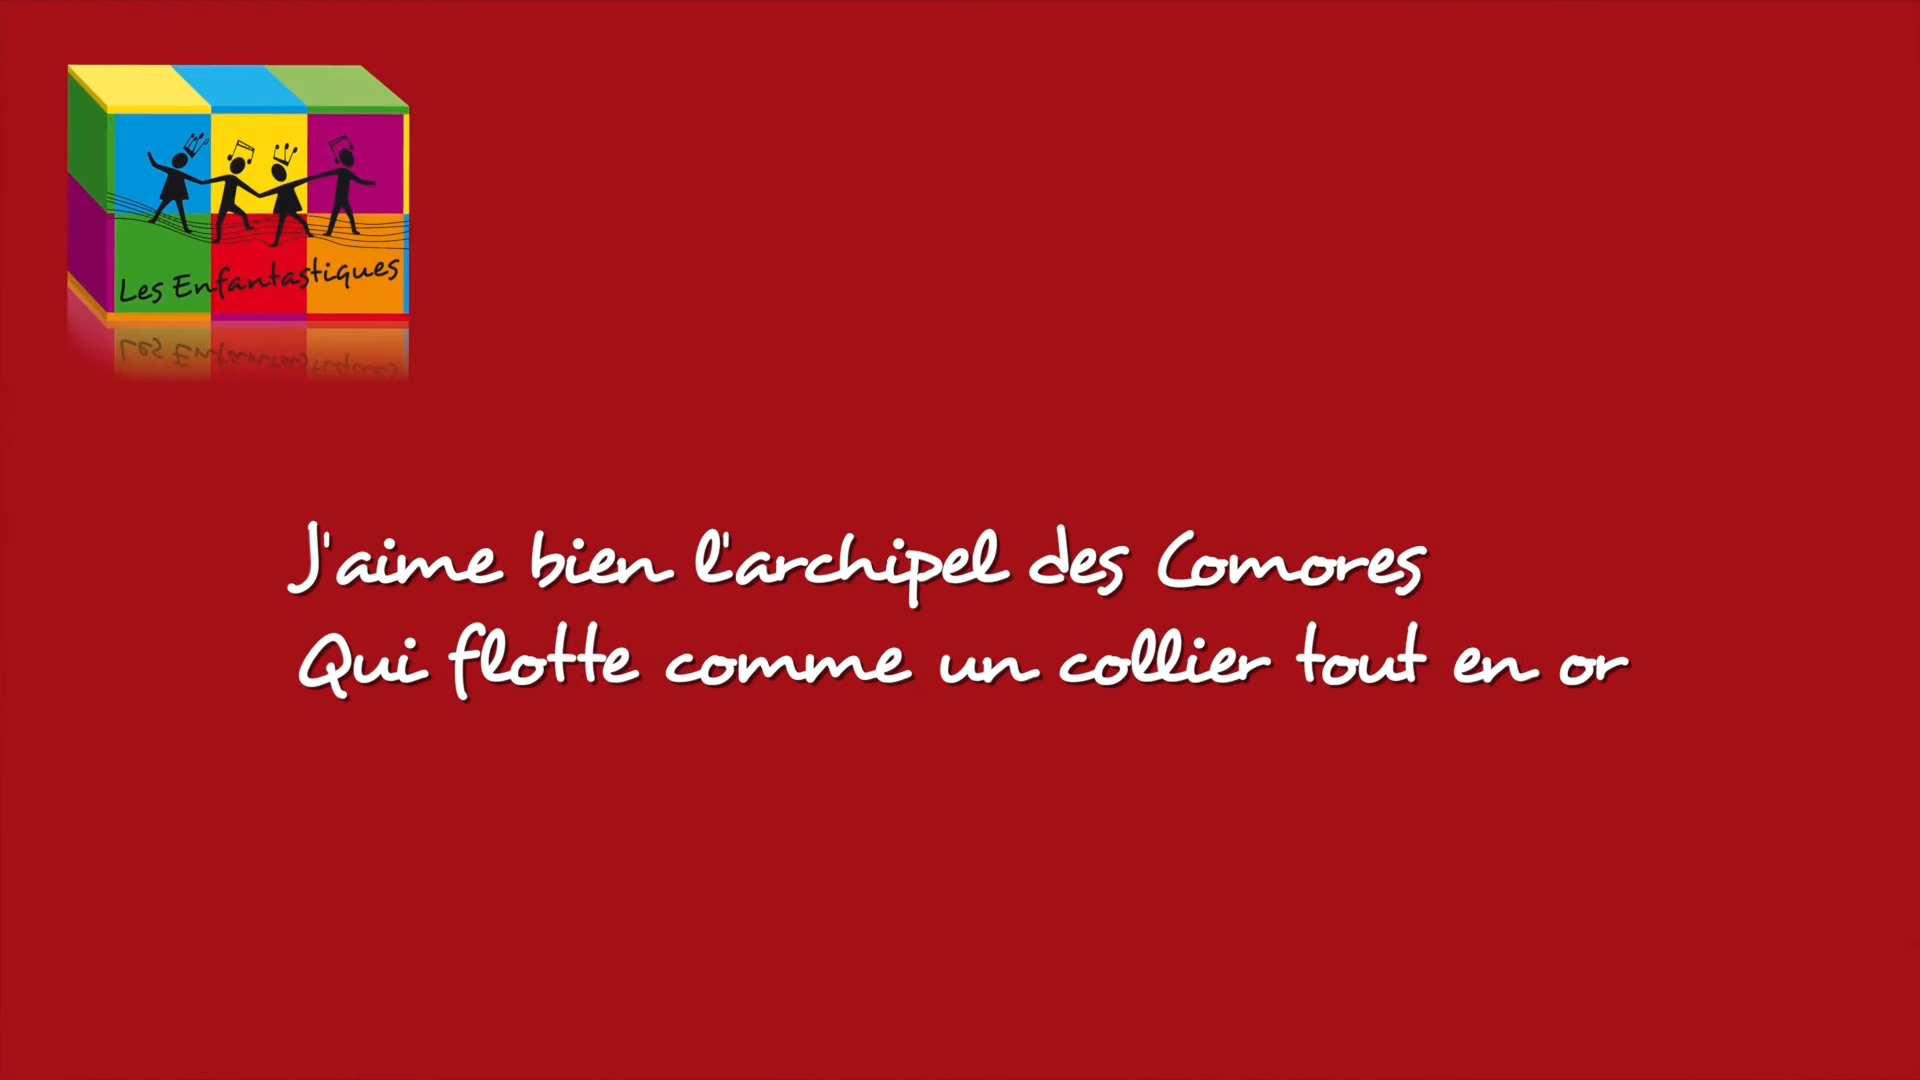 Les Enfantastiques
J'aime bien l'archipel des Comores
Qui flotte comme un collier tout en or